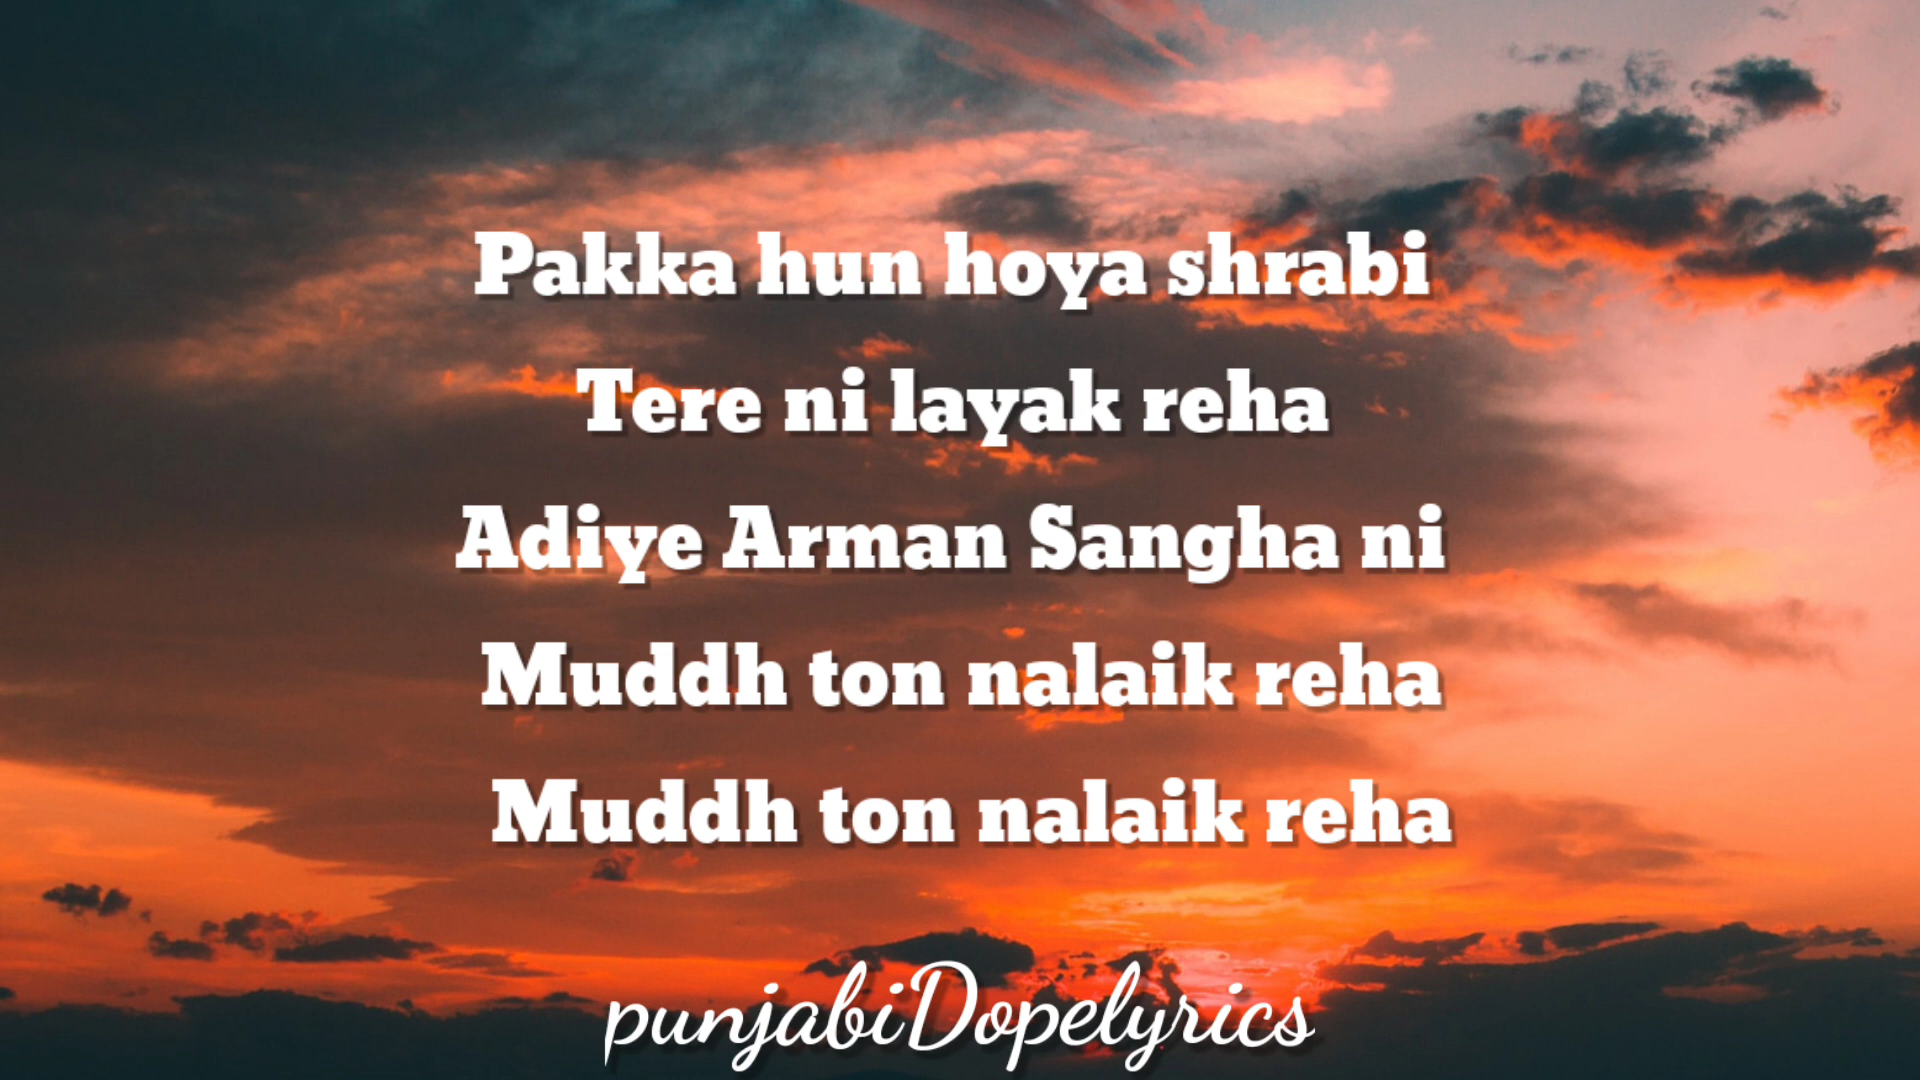 Pakka hun hoya shrabi
Tere ni layak reha
Adiye Arman Sangha ni
Muddh ton nalaik reha
Muddh ton nalaik reha
punjabiDopelyrics